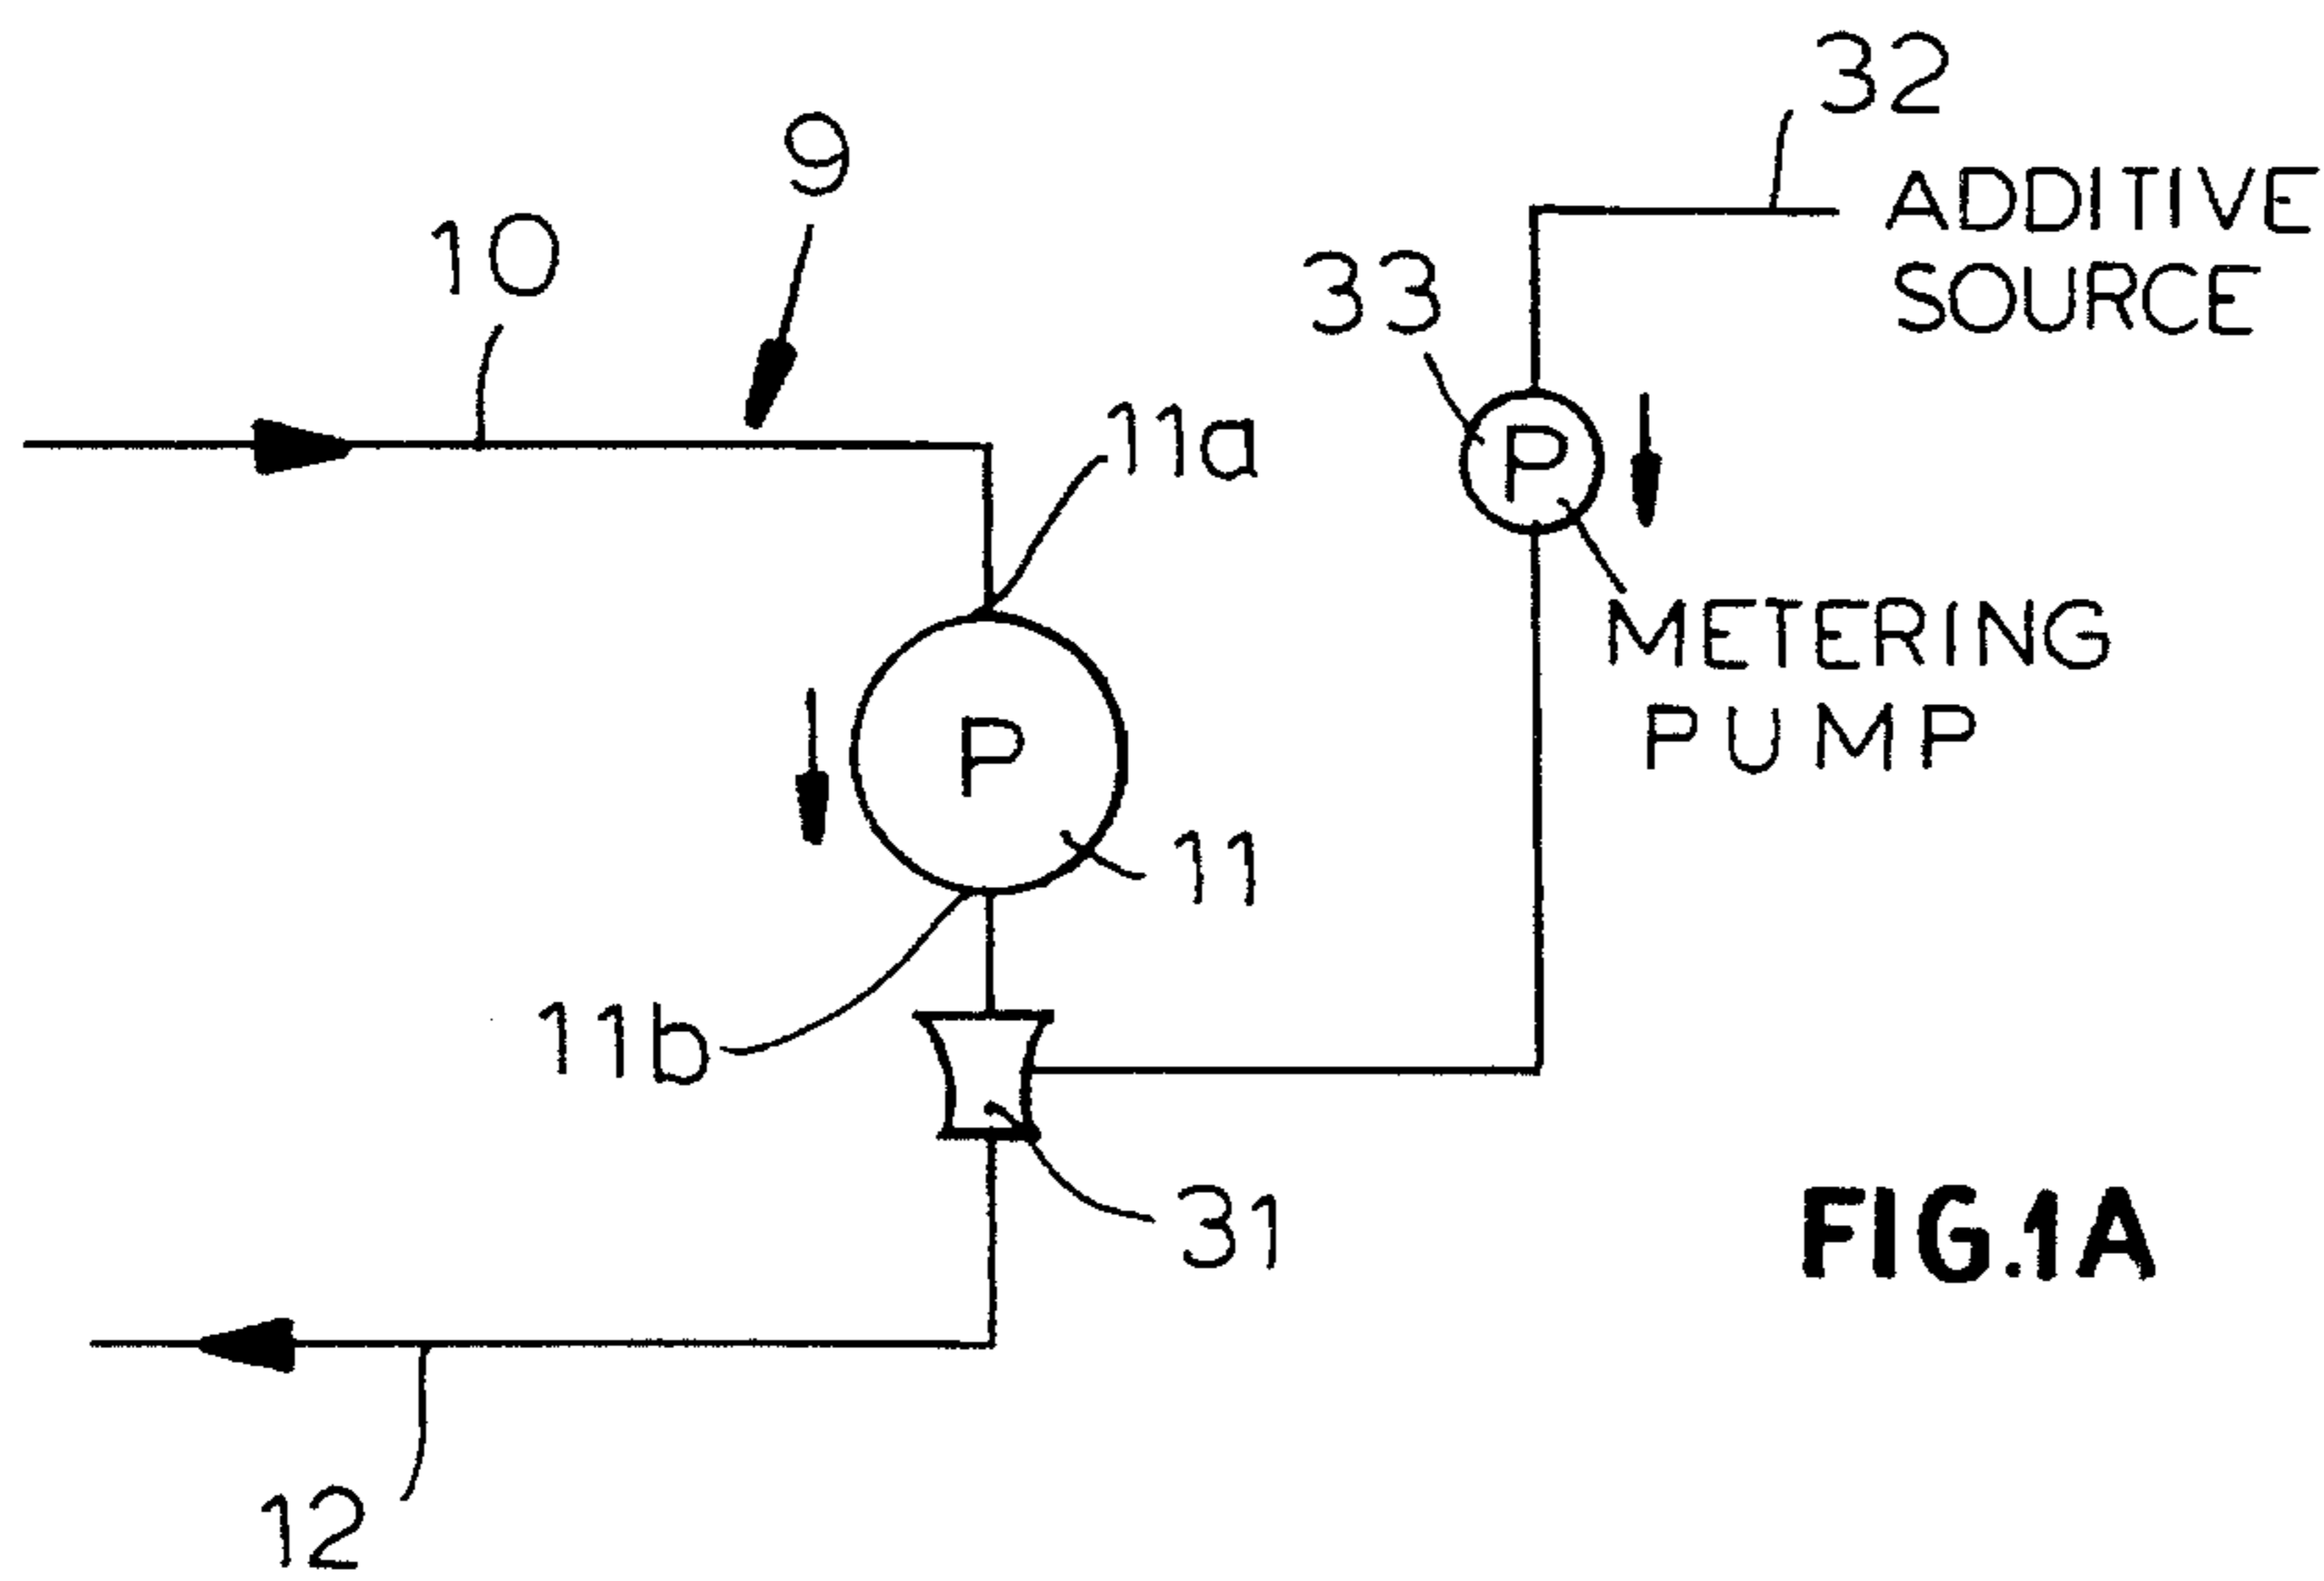 32
9
ADDITIVE
SOURCE
10
33
11a
P
METERING
PUMP
P
11
11b
31
FIG.1A
12